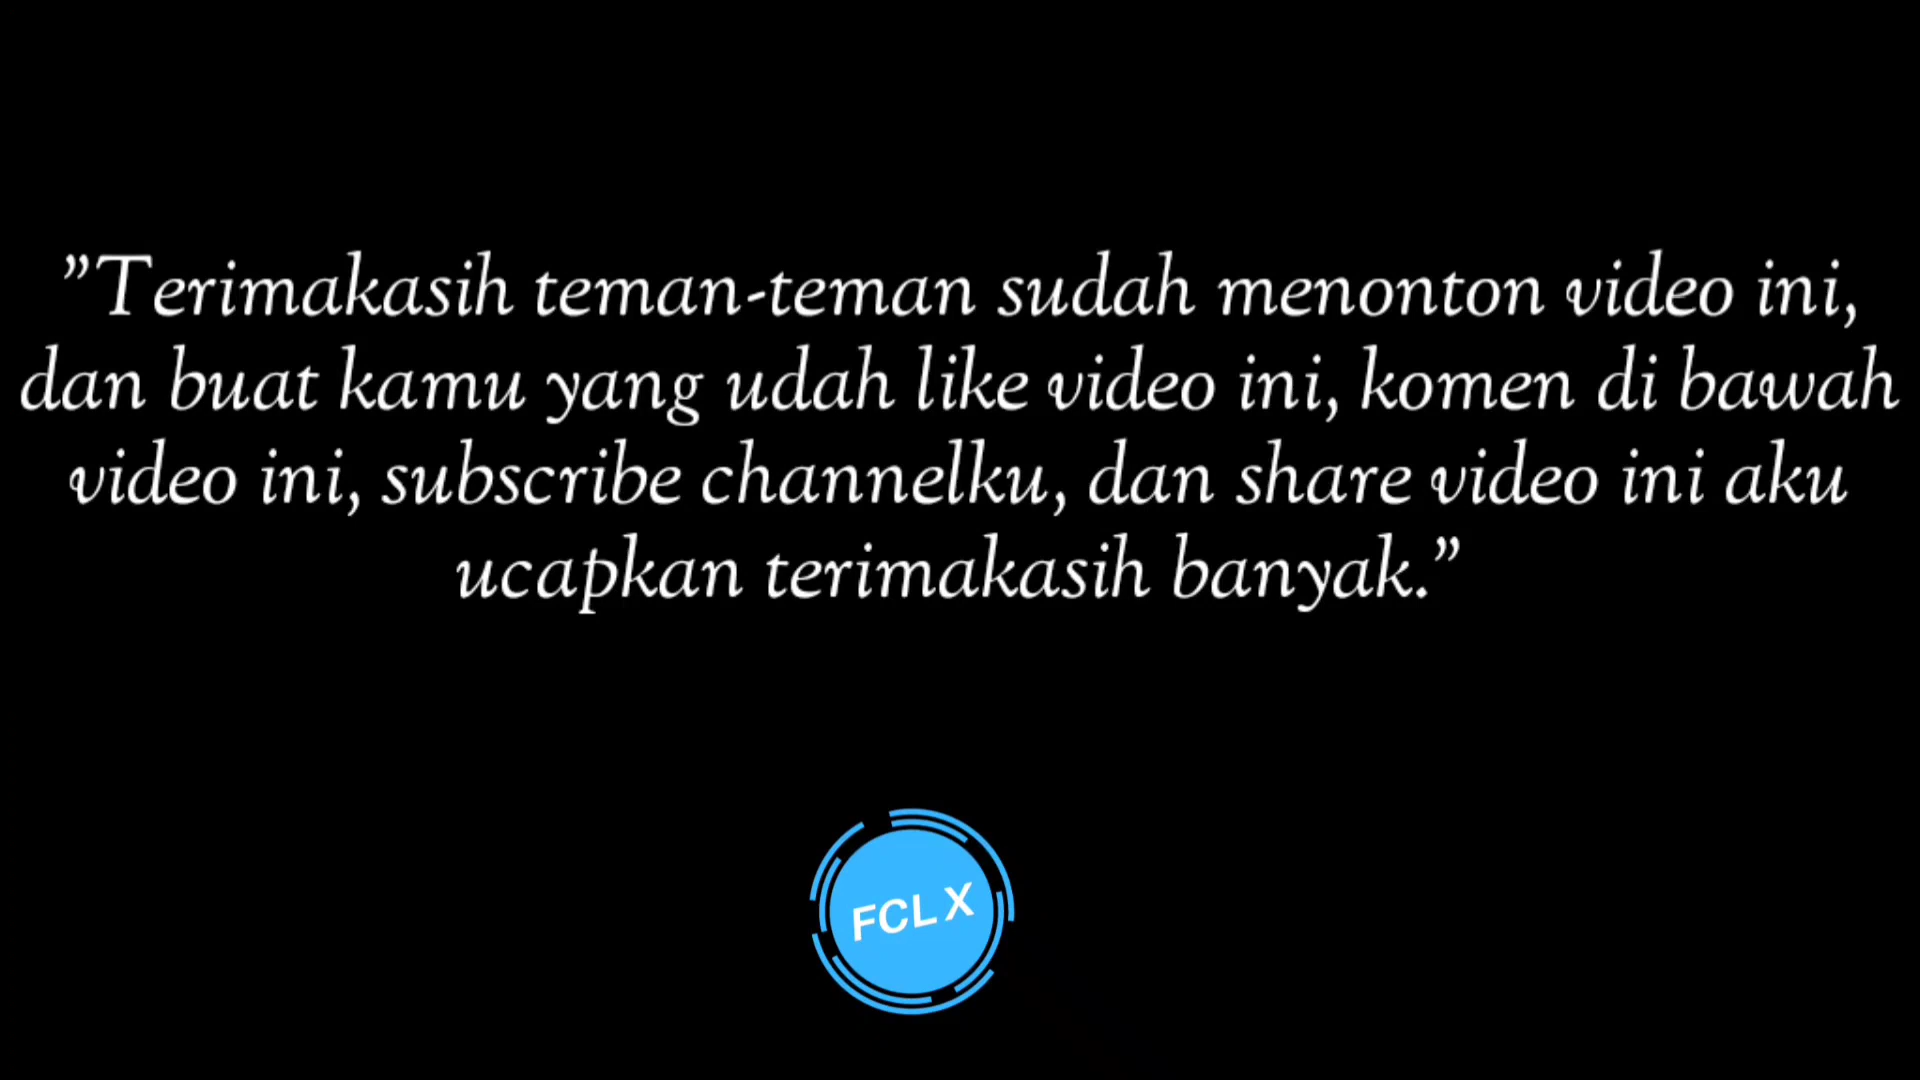 ”Terimakasih teman-teman sudah menonton video ini,
dan buat kamu yang udah like video ini, komen di bawah
video ini, subscribe channelku, dan share video ini aku
ucapkan terimakasih banyak.”
FCL X